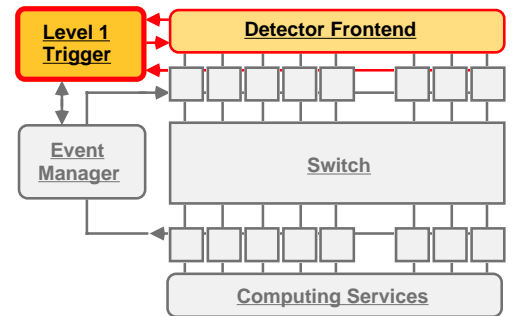 Level 1
Trigger
Detector Frontend
Event
Manager
Switch
Computing Services